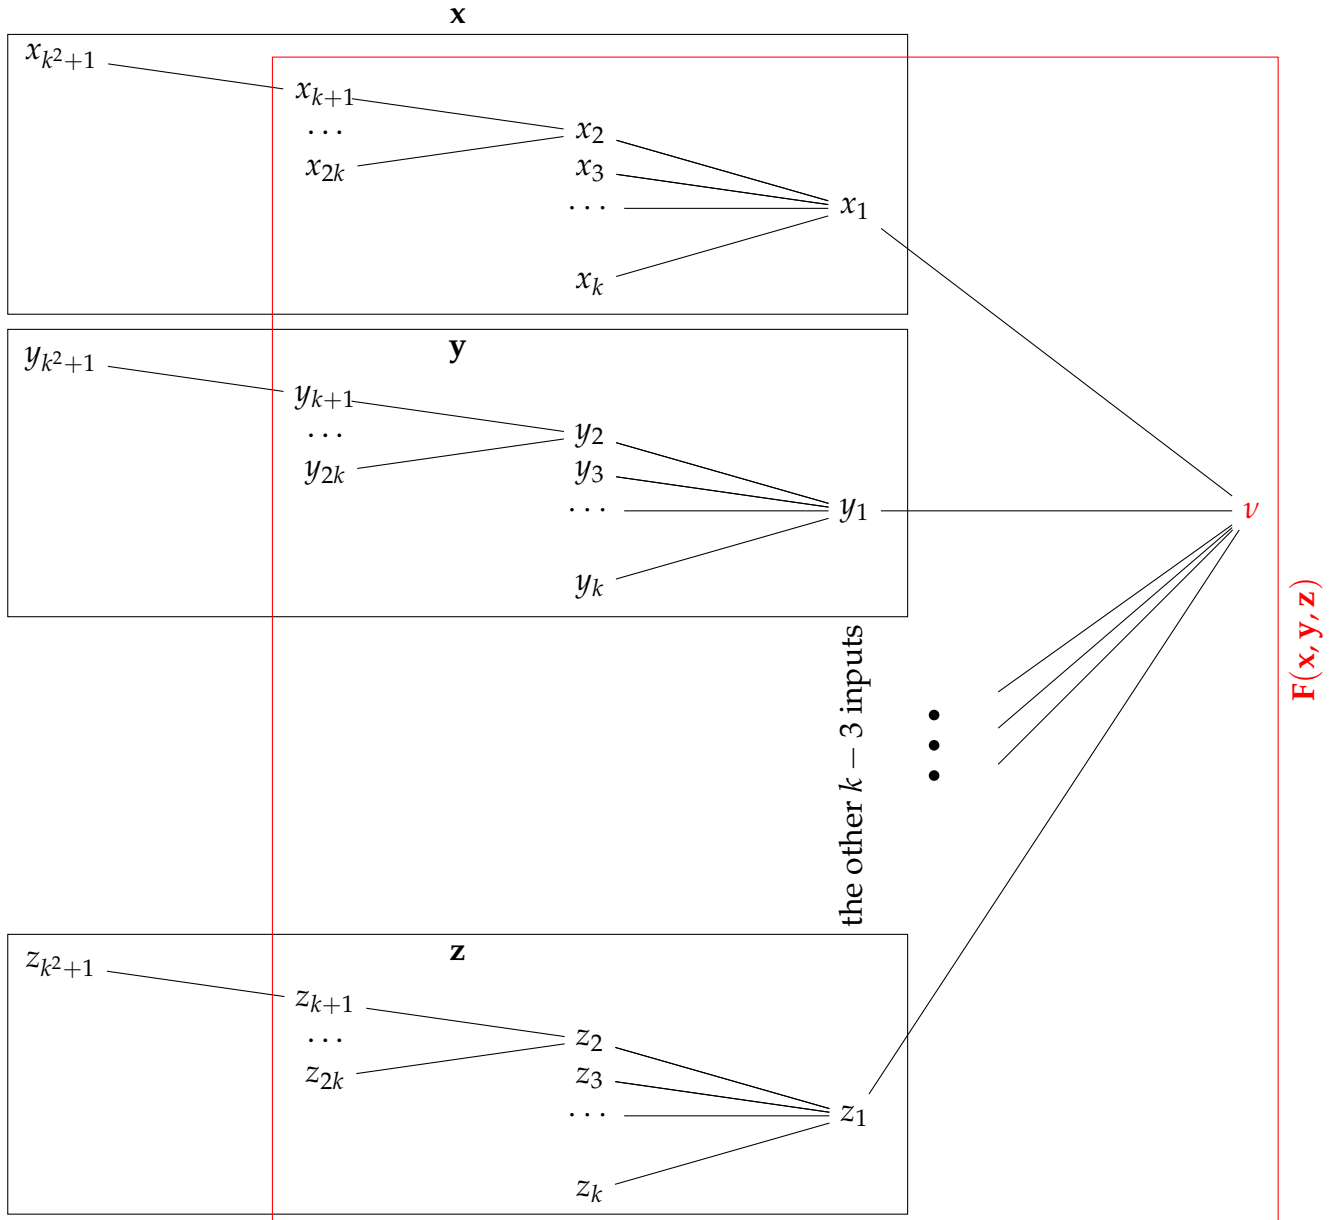 x
x_{k^2+1}
x_{k+1}
⋯
x_{2k}
x_2
x_3
⋯
x_k
x_1
y
y_{k^2+1}
y_{k+1}
⋯
y_{2k}
y_2
y_3
⋯
y_k
y_1
ν
F(x, y, z)
the other k − 3 inputs
z
z_{k^2+1}
z_{k+1}
⋯
z_{2k}
z_2
z_3
⋯
z_k
z_1